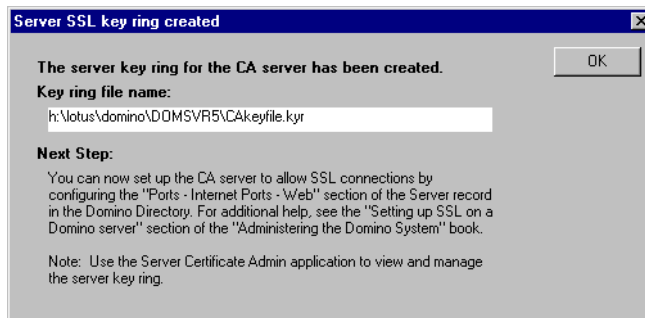 Server SSL key ring created
The server key ring for the CA server has been created.
OK
Key ring file name:
h:\lotus\domino\DOMSVR5\CAkeyfile.kyr
Next Step:
You can now set up the CA server to allow SSL connections by
configuring the "Ports - Internet Ports - Web" section of the Server record
in the Domino Directory. For additional help, see the "Setting up SSL on a
Domino server" section of the "Administering the Domino System" book.
Note: Use the Server Certificate Admin application to view and manage
the server key ring.